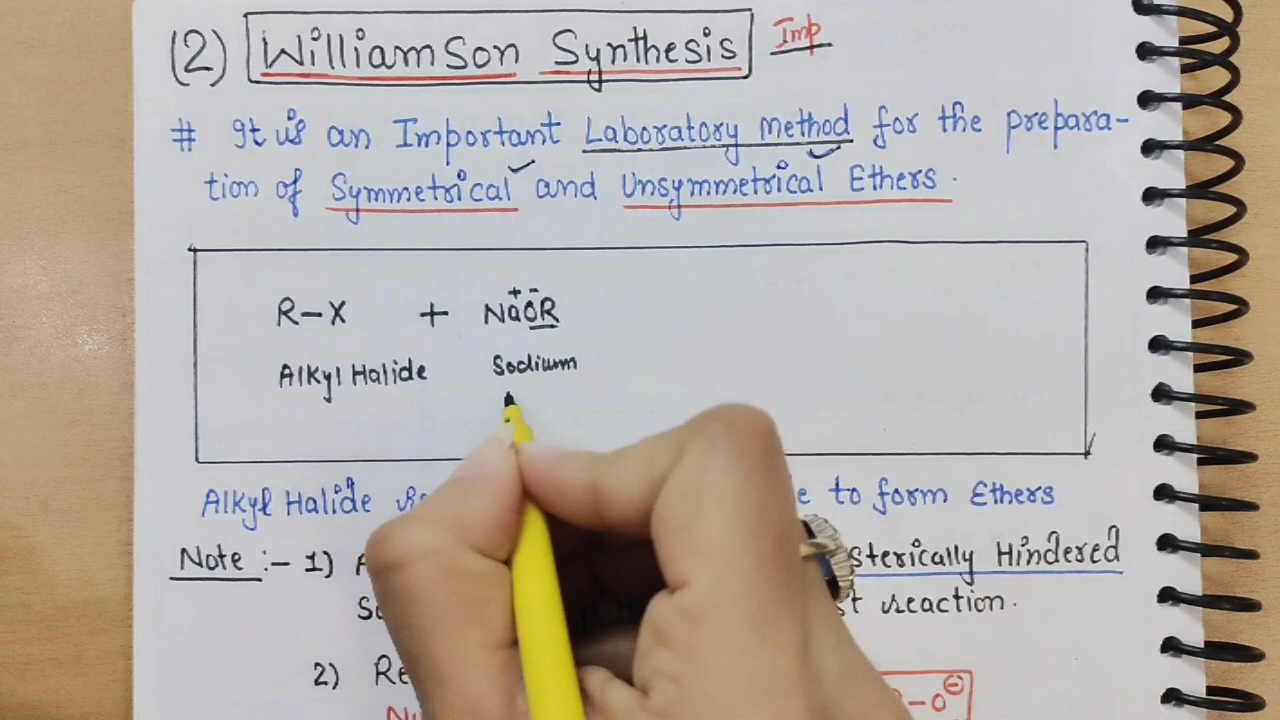 (2) Williamson Synthesis Imp
# It is an Important Laboratory method for the prepara-
tion of Symmetrical and Unsymmetrical Ethers.
R-X + Na⁺O⁻R
Alkyl Halide Sodium
Alkyl Halide to form Ethers
Note :- 1) sterically Hindered
reaction.
2)